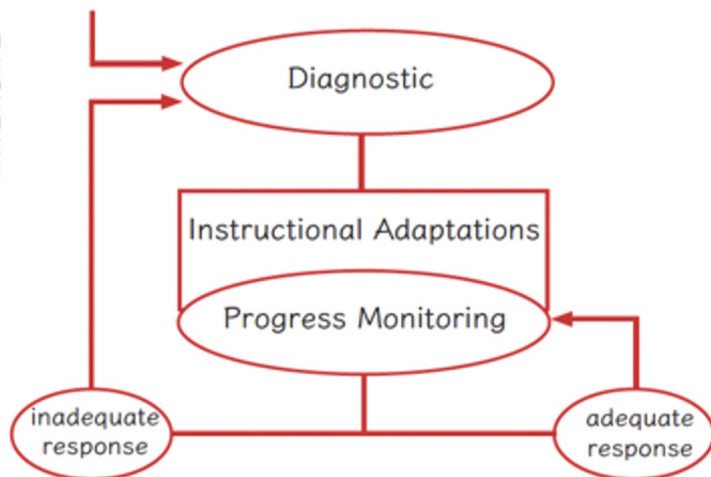 Diagnostic
Instructional Adaptations
Progress Monitoring
inadequate
response
adequate
response